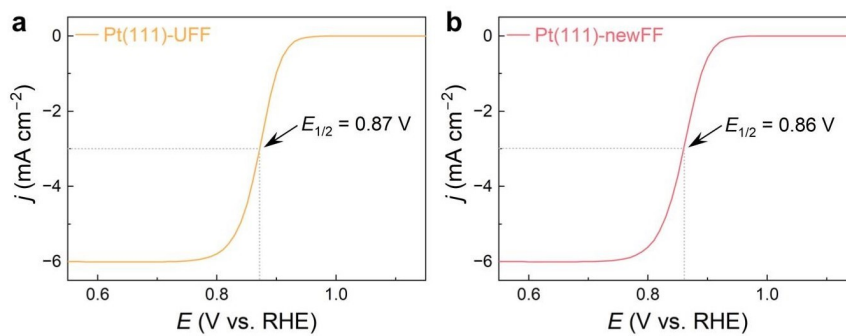 a
Pt(111)-UFF
E1/2 = 0.87 V
0
−2
−4
−6
j (mA cm−2)
0.6
0.8
1.0
E (V vs. RHE)
b
Pt(111)-newFF
E1/2 = 0.86 V
0
−2
−4
−6
j (mA cm−2)
0.6
0.8
1.0
E (V vs. RHE)